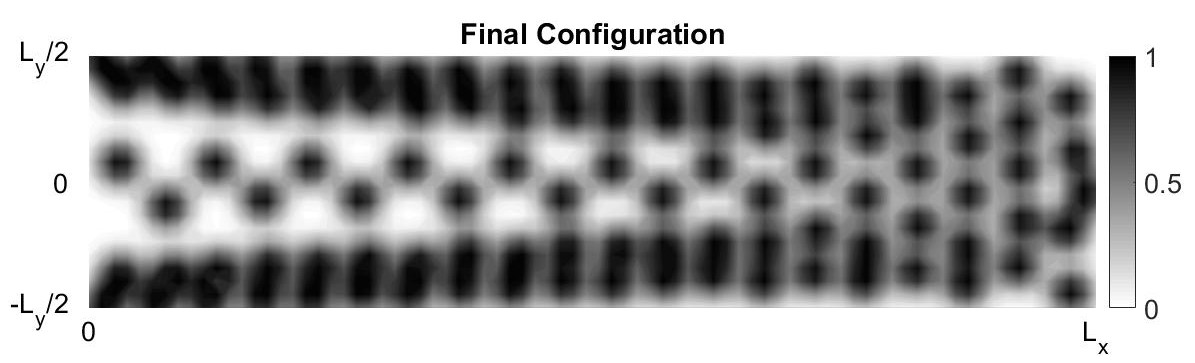 Final Configuration
L_y/2
0
-L_y/2
0
L_x
1
0.5
0